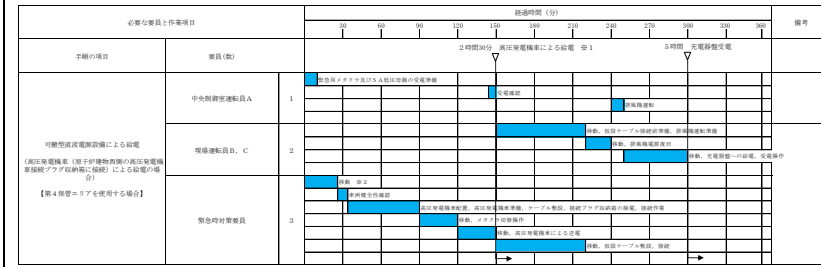 必要な要員と作業項目
経過時間（分）
備考
30 60 90 120 150 180 210 240 270 300 330 360
手順の項目
要員(数)
2時間30分 高圧発電機車による給電 ※1
5時間 充電器盤受電
可搬型直流電源設備による給電
（高圧発電機車（原子炉建物西側の高圧発電機
車接続プラグ収納箱に接続）による給電の場
合）
【第4保管エリアを使用する場合】
中央制御室運転員A
1
緊急用メタクラ及びSA低圧母線の受電準備
受電確認
排風機運転
現場運転員B，C
2
移動，仮設ケーブル接続前準備，排風機運転準備
移動，排風機電源復旧
移動，充電器盤への給電，受電操作
緊急時対策要員
3
移動 ※2
車両健全性確認
高圧発電機車配置，高圧発電機車準備，ケーブル敷設，接続プラグ収納箱の検電，接続作業
移動，メタクラ切替操作
移動，高圧発電機車による送電
移動，仮設ケーブル敷設，接続